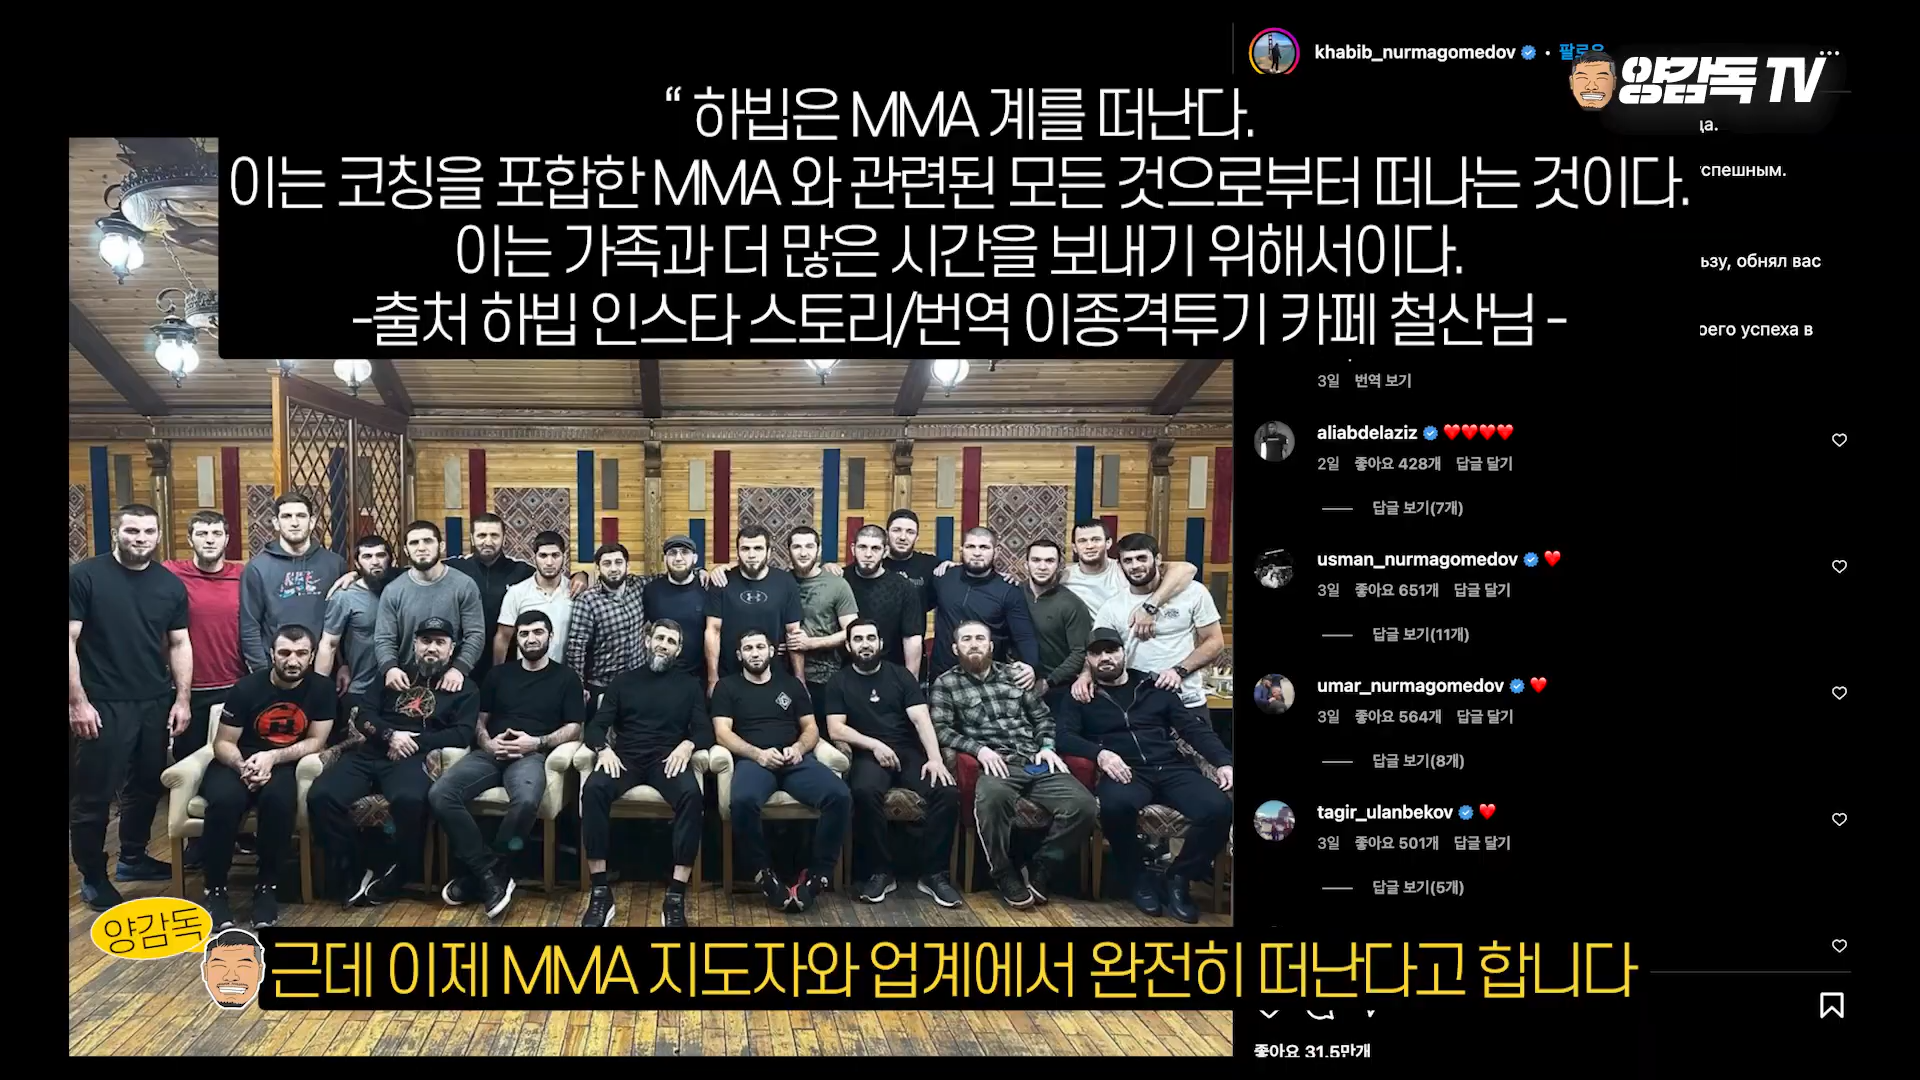 khabib_nurmagomedov • 팔로우
양감독 TV
“ 하빕은 MMA 계를 떠난다.
이는 코칭을 포함한 MMA 와 관련된 모든 것으로부터 떠나는 것이다.
이는 가족과 더 많은 시간을 보내기 위해서이다.
-출처 하빕 인스타 스토리/번역 이종격투기 카페 철산님 -
обнял вас
успеха в
3일 번역 보기
aliabdelaziz ❤️❤️❤️❤️
2일 좋아요 428개 답글 달기
답글 보기(7개)
usman_nurmagomedov ❤️
3일 좋아요 651개 답글 달기
답글 보기(11개)
umar_nurmagomedov ❤️
3일 좋아요 564개 답글 달기
답글 보기(8개)
tagir_ulanbekov ❤️
3일 좋아요 501개 답글 달기
답글 보기(5개)
양감독
근데 이제 MMA 지도자와 업계에서 완전히 떠난다고 합니다
좋아요 31.5만개